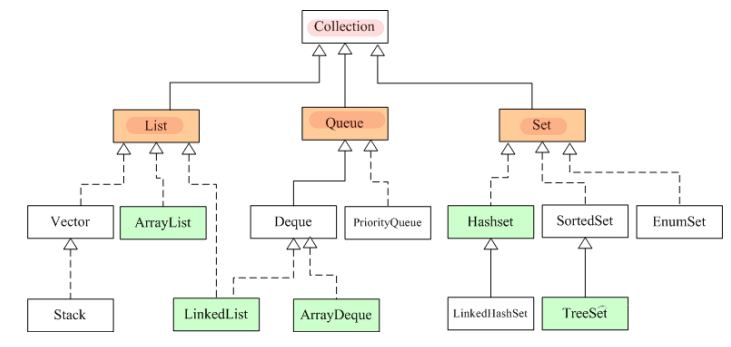 Collection
List
Queue
Set
Vector
ArrayList
Deque
PriorityQueue
Hashset
SortedSet
EnumSet
Stack
LinkedList
ArrayDeque
LinkedHashSet
TreeSet